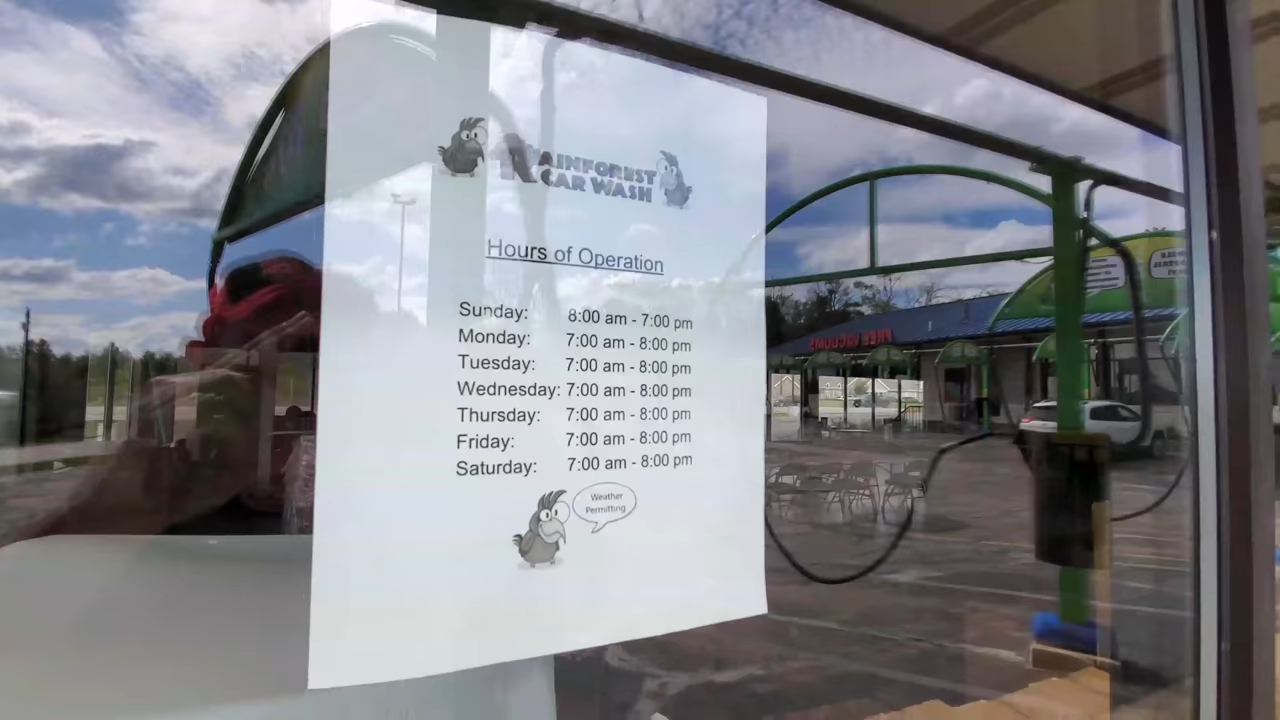 RAINFOREST
CAR WASH
Hours of Operation
Sunday: 8:00 am - 7:00 pm
Monday: 7:00 am - 8:00 pm
Tuesday: 7:00 am - 8:00 pm
Wednesday: 7:00 am - 8:00 pm
Thursday: 7:00 am - 8:00 pm
Friday: 7:00 am - 8:00 pm
Saturday: 7:00 am - 8:00 pm
Weather
Permitting
FREE VACUUMS